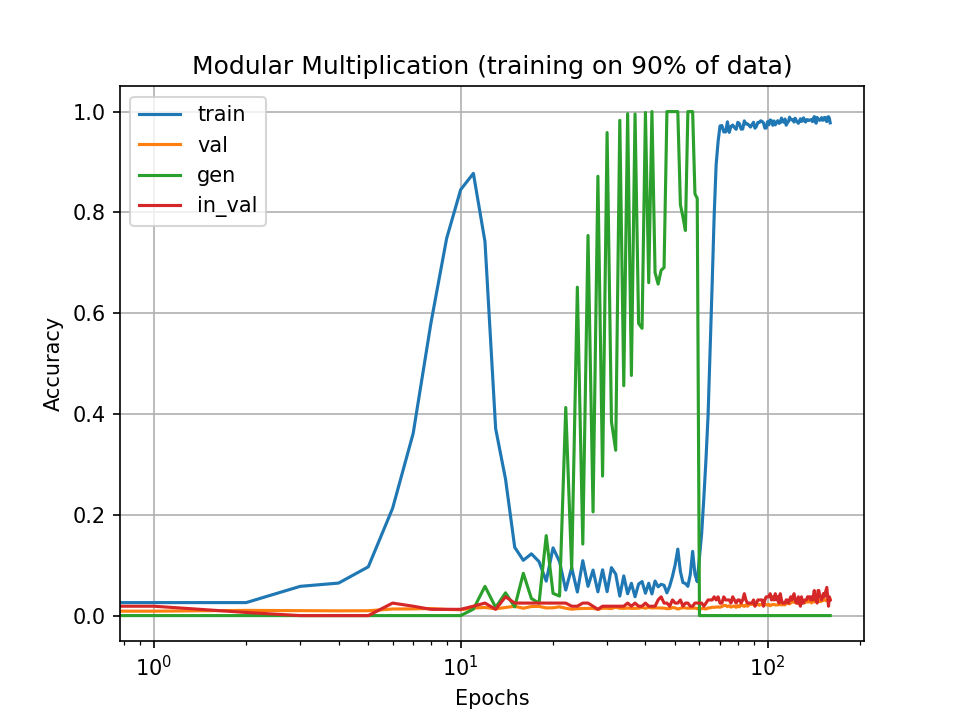 Modular Multiplication (training on 90% of data)
train
val
gen
in_val
1.0
0.8
0.6
0.4
0.2
0.0
Accuracy
10⁰
10¹
10²
Epochs